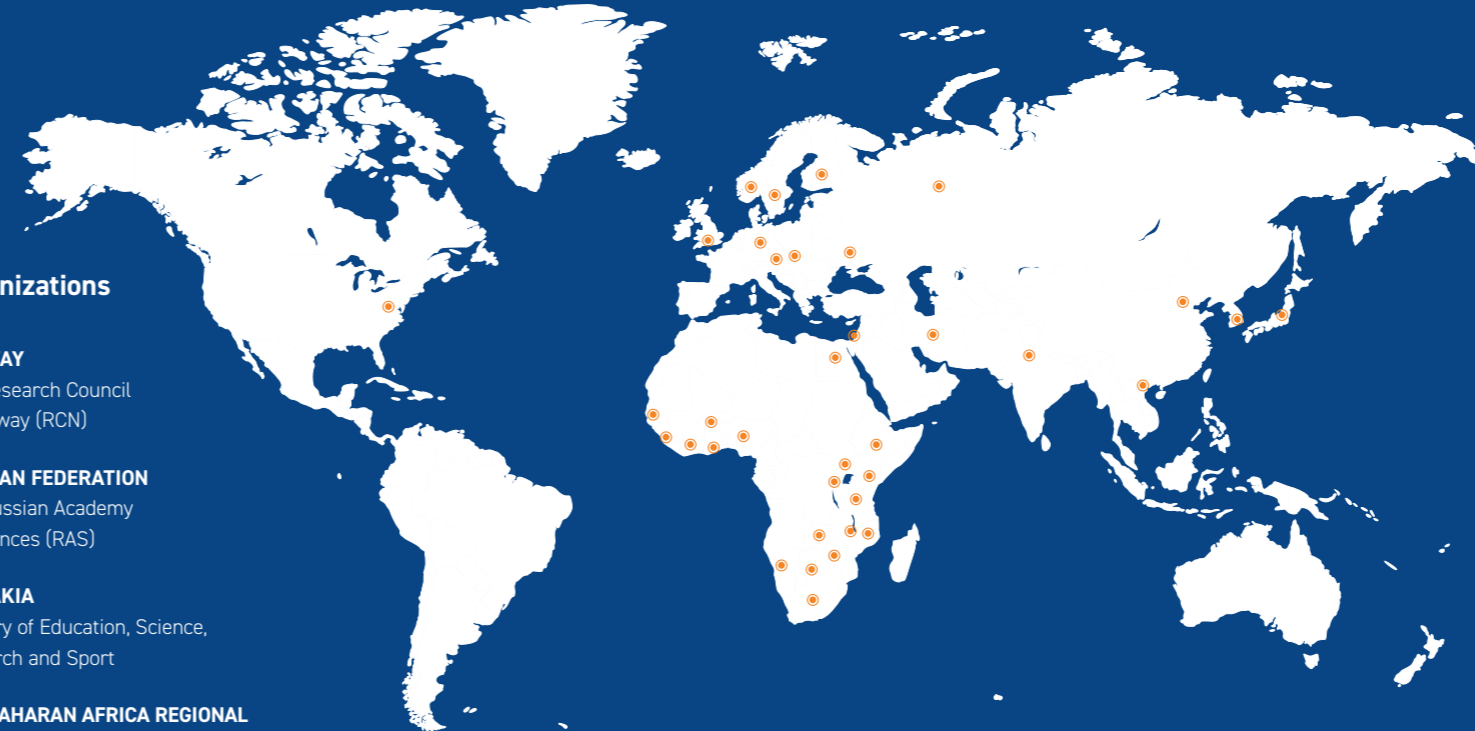 nizations
AY
esearch Council
way (RCN)
AN FEDERATION
ussian Academy
nces (RAS)
AKIA
ry of Education, Science,
rch and Sport
AHARAN AFRICA REGIONAL